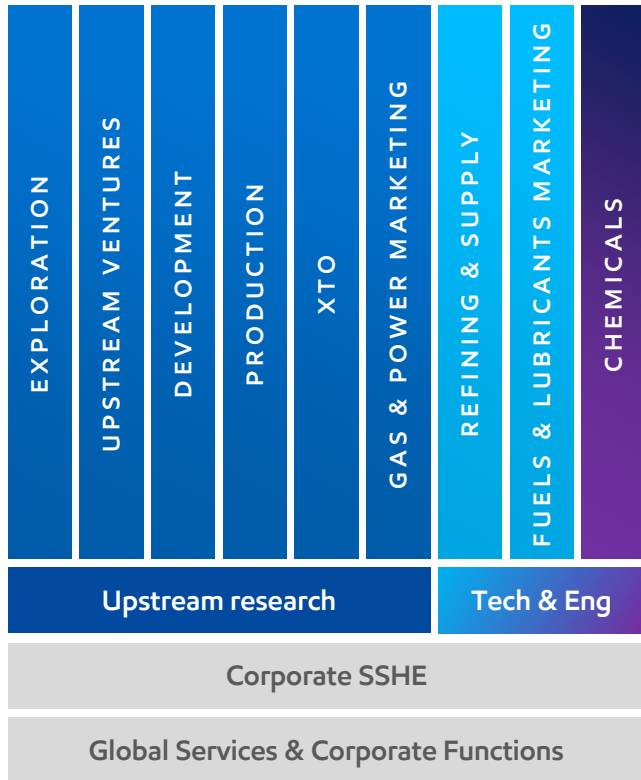 EXPLORATION
UPSTREAM VENTURES
DEVELOPMENT
PRODUCTION
XTO
GAS & POWER MARKETING
REFINING & SUPPLY
FUELS & LUBRICANTS MARKETING
CHEMICALS
Upstream research
Tech & Eng
Corporate SSHE
Global Services & Corporate Functions